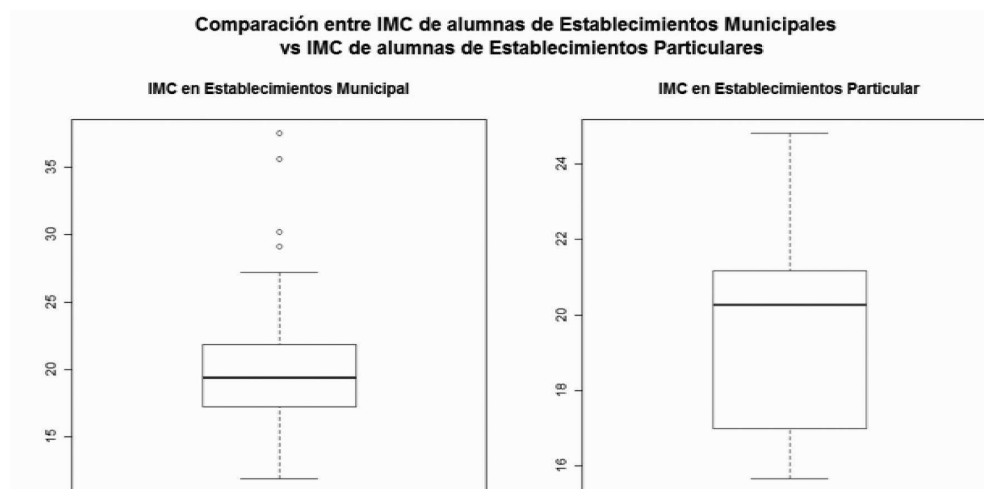 Comparación entre IMC de alumnas de Establecimientos Municipales
vs IMC de alumnas de Establecimientos Particulares
IMC en Establecimientos Municipal
IMC en Establecimientos Particular
35
30
25
20
15
24
22
20
18
16